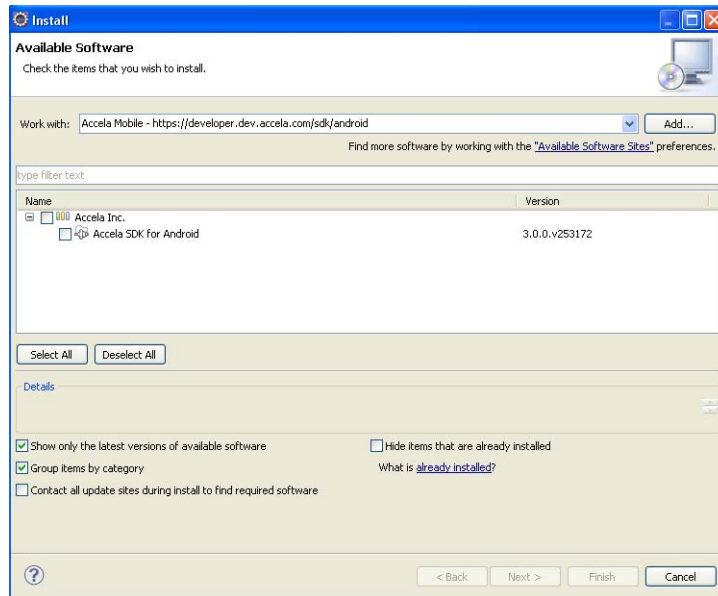 Install
Available Software
Check the items that you wish to install.
Work with: Accela Mobile - https://developer.dev.accela.com/sdk/android Add...
Find more software by working with the "Available Software Sites" preferences.
type filter text
Name Version
Accela Inc.
Accela SDK for Android 3.0.0.v253172
Select All Deselect All
Details
Show only the latest versions of available software Hide items that are already installed
Group items by category What is already installed?
Contact all update sites during install to find required software
? < Back Next > Finish Cancel